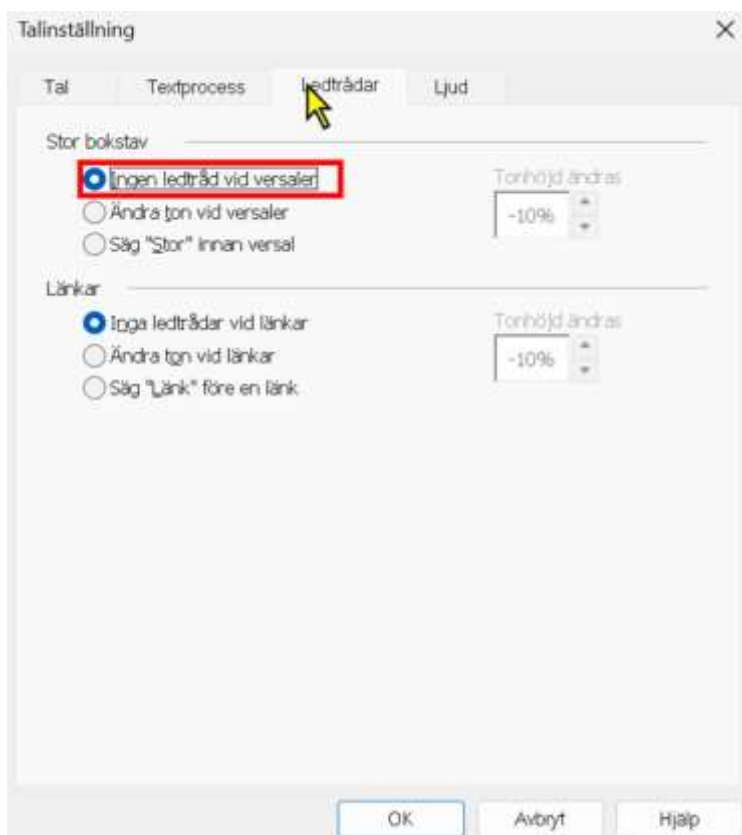 Talinställning
Tal Textprocess Ledtrådar Ljud
Stor bokstav
Ingen ledtråd vid versaler Tonhöjd ändras
Ändra ton vid versaler -10%
Säg "Stor" innan versal
Länkar
Inga ledtrådar vid länkar Tonhöjd ändras
Ändra ton vid länkar -10%
Säg "Länk" före en länk
OK Avbryt Hjälp